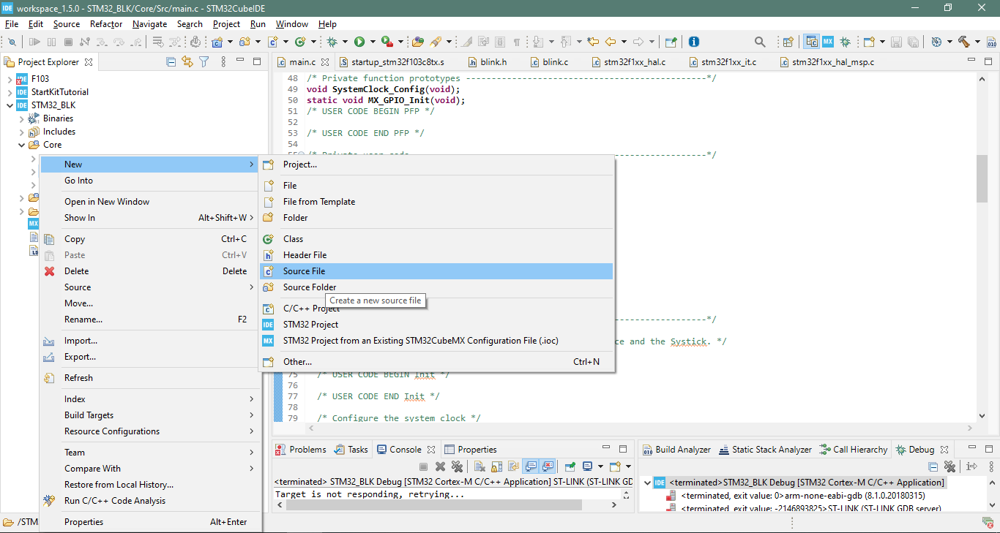 IDE workspace_1.5.0 - STM32_BLK/Core/Src/main.c - STM32CubeIDE
File Edit Source Refactor Navigate Search Project Run Window Help
Project Explorer
F103
StartKitTutorial
STM32_BLK
Binaries
Includes
Core
/STM
New
Go Into
Open in New Window
Show In Alt+Shift+W >
Copy Ctrl+C
Paste Ctrl+V
Delete Delete
Source
Move...
Rename... F2
Import...
Export...
Refresh
Index
Build Targets
Resource Configurations
Team
Compare With
Restore from Local History...
Run C/C++ Code Analysis
Properties Alt+Enter
Project...
File
File from Template
Folder
Class
Header File
Source File
Source Folder
Create a new source file
C/C++ Project
STM32 Project
STM32 Project from an Existing STM32CubeMX Configuration File (.ioc)
Other... Ctrl+N
main.c startup_stm32f103c8tx.s blink.h blink.c stm32f1xx_hal.c stm32f1xx_it.c stm32f1xx_hal_msp.c
48 /* Private function prototypes -----------------------------------------------*/
49 void SystemClock_Config(void);
50 static void MX_GPIO_Init(void);
51 /* USER CODE BEGIN PFP */
52
53 /* USER CODE END PFP */
54
55 /* Private user code ---------------------------------------------------------*/
-----------------*/
ce and the Systick. */
75 /* USER CODE BEGIN Init */
76
77 /* USER CODE END Init */
78
79 /* Configure the system clock */
Problems Tasks Console Properties
<terminated> STM32_BLK Debug [STM32 Cortex-M C/C++ Application] ST-LINK (ST-LINK GD
Target is not responding, retrying...
Build Analyzer Static Stack Analyzer Call Hierarchy Debug
IDE <terminated>STM32_BLK Debug [STM32 Cortex-M C/C++ Application]
<terminated, exit value: 0>arm-none-eabi-gdb (8.1.0.20180315)
<terminated, exit value: -2146893825>ST-LINK (ST-LINK GDB server)